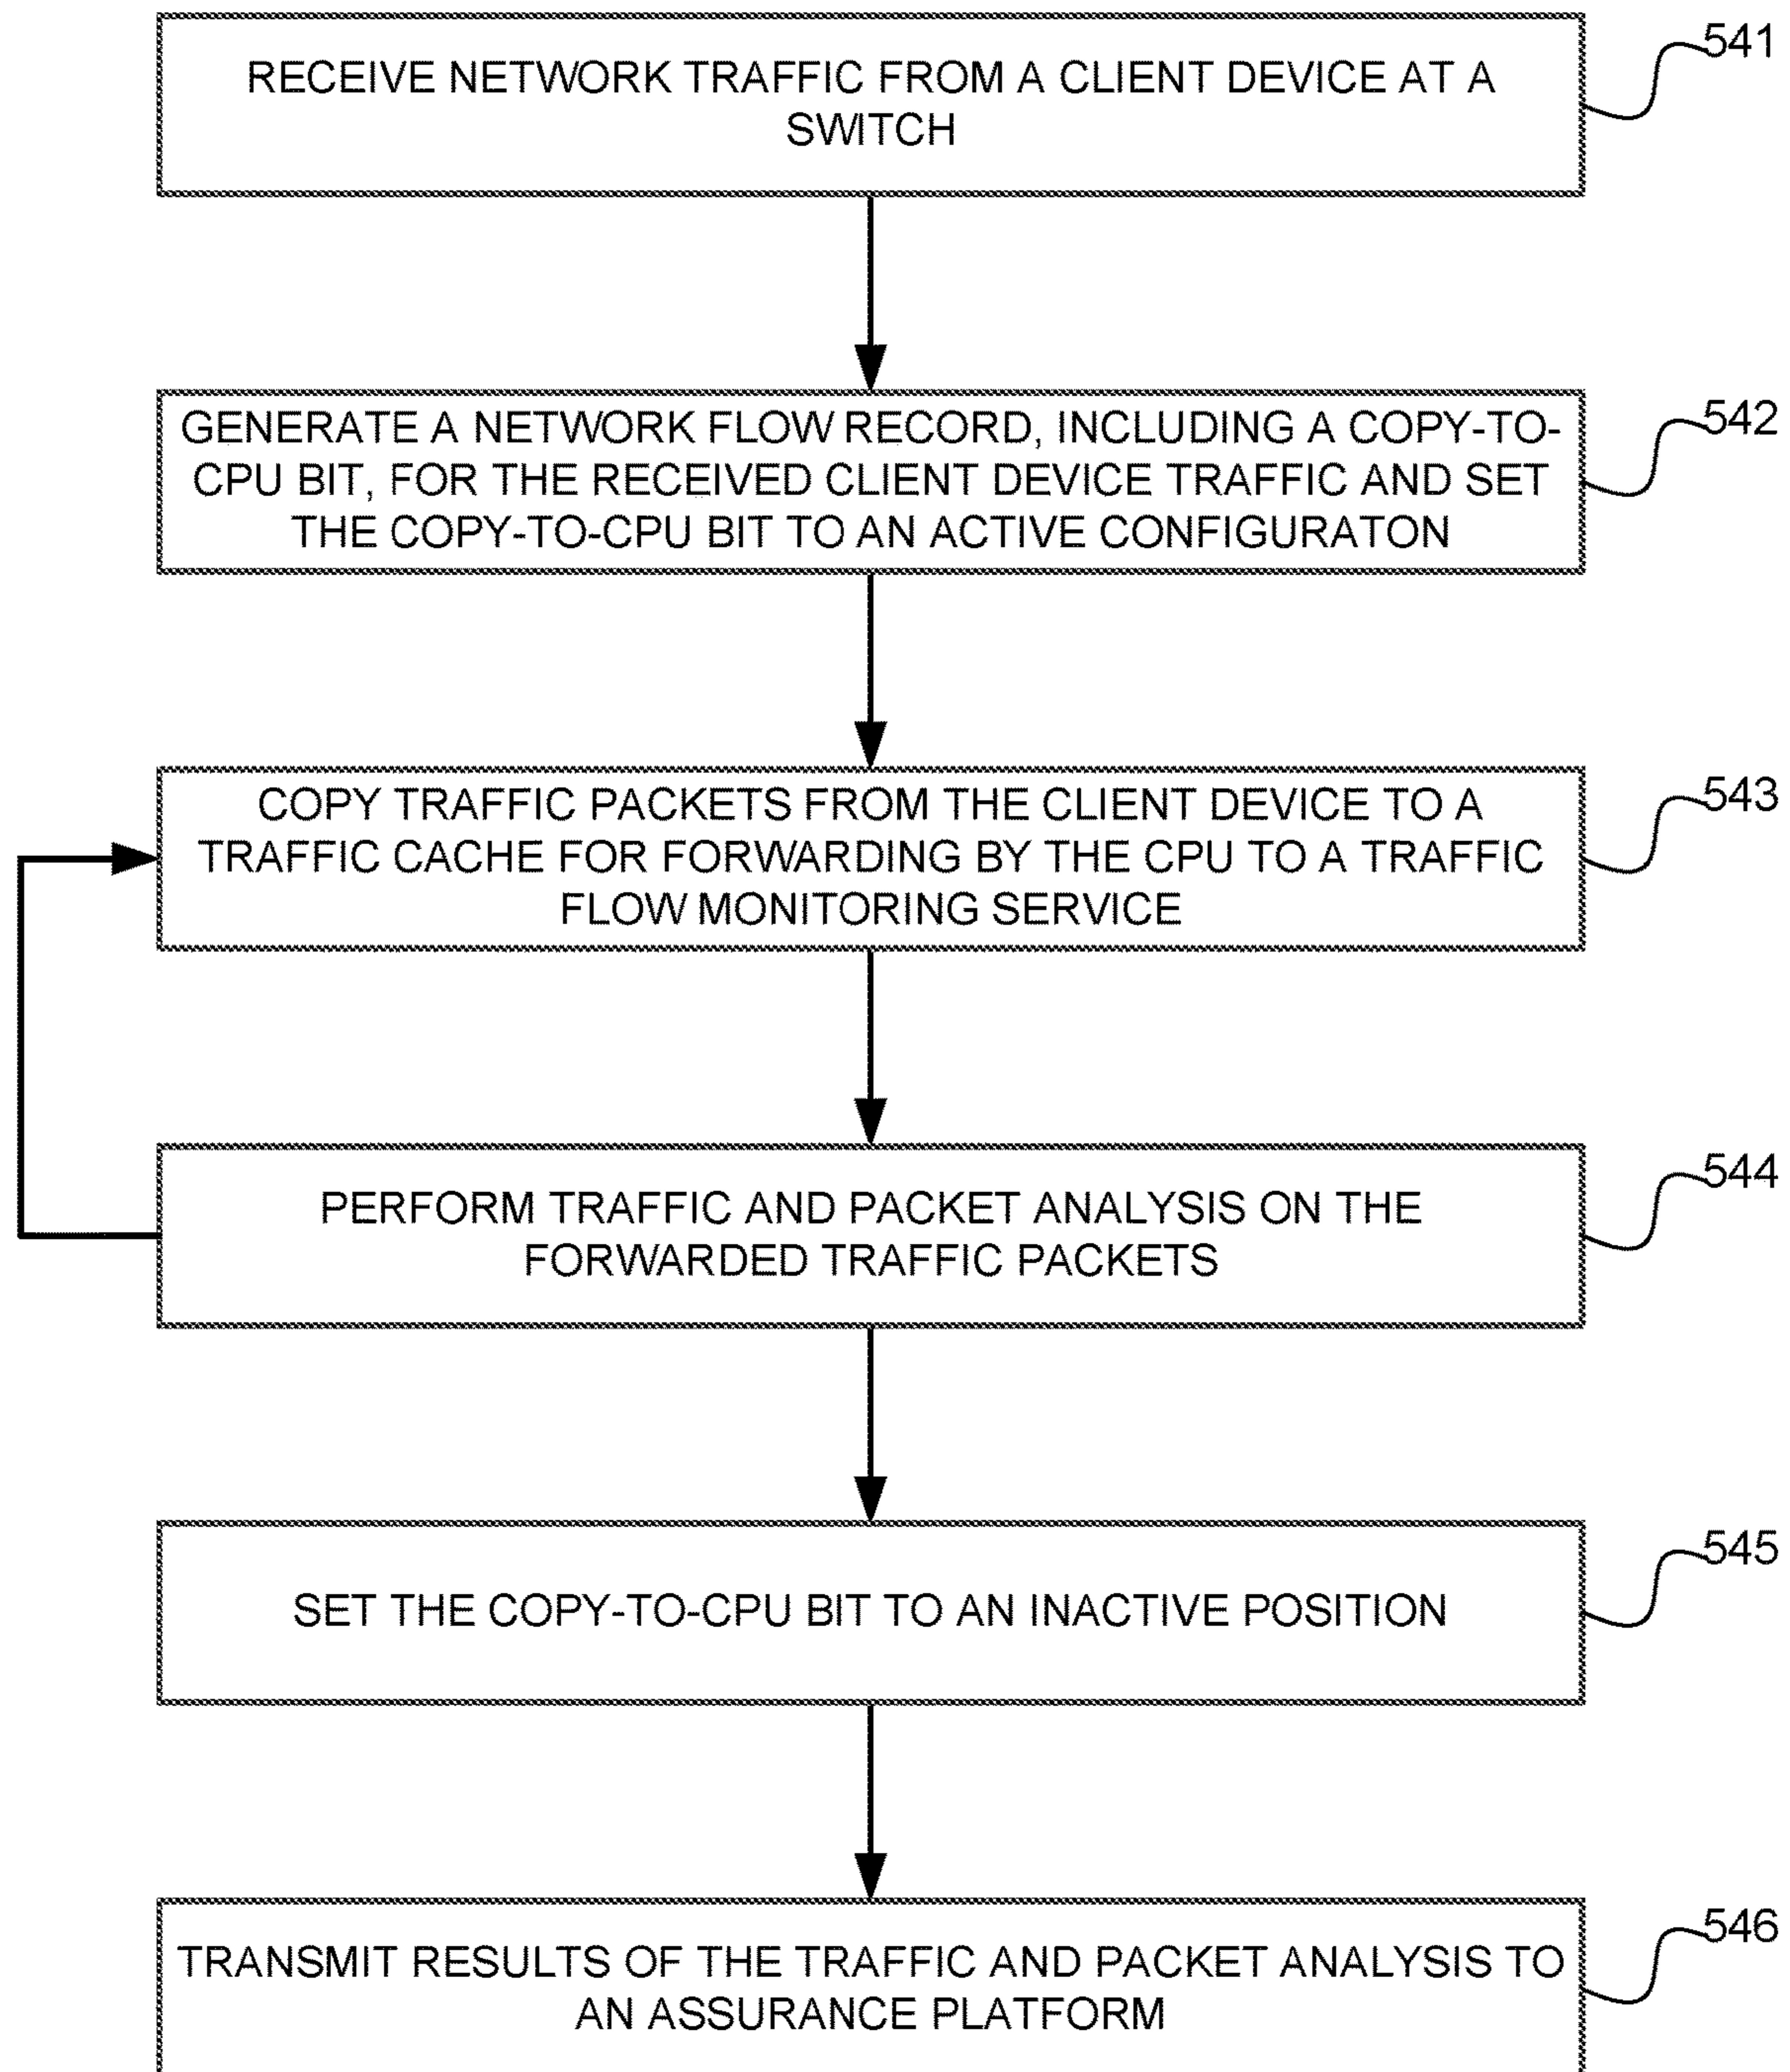 RECEIVE NETWORK TRAFFIC FROM A CLIENT DEVICE AT A
SWITCH
541
GENERATE A NETWORK FLOW RECORD, INCLUDING A COPY-TO-
CPU BIT, FOR THE RECEIVED CLIENT DEVICE TRAFFIC AND SET
THE COPY-TO-CPU BIT TO AN ACTIVE CONFIGURATON
542
COPY TRAFFIC PACKETS FROM THE CLIENT DEVICE TO A
TRAFFIC CACHE FOR FORWARDING BY THE CPU TO A TRAFFIC
FLOW MONITORING SERVICE
543
PERFORM TRAFFIC AND PACKET ANALYSIS ON THE
FORWARDED TRAFFIC PACKETS
544
SET THE COPY-TO-CPU BIT TO AN INACTIVE POSITION
545
TRANSMIT RESULTS OF THE TRAFFIC AND PACKET ANALYSIS TO
AN ASSURANCE PLATFORM
546